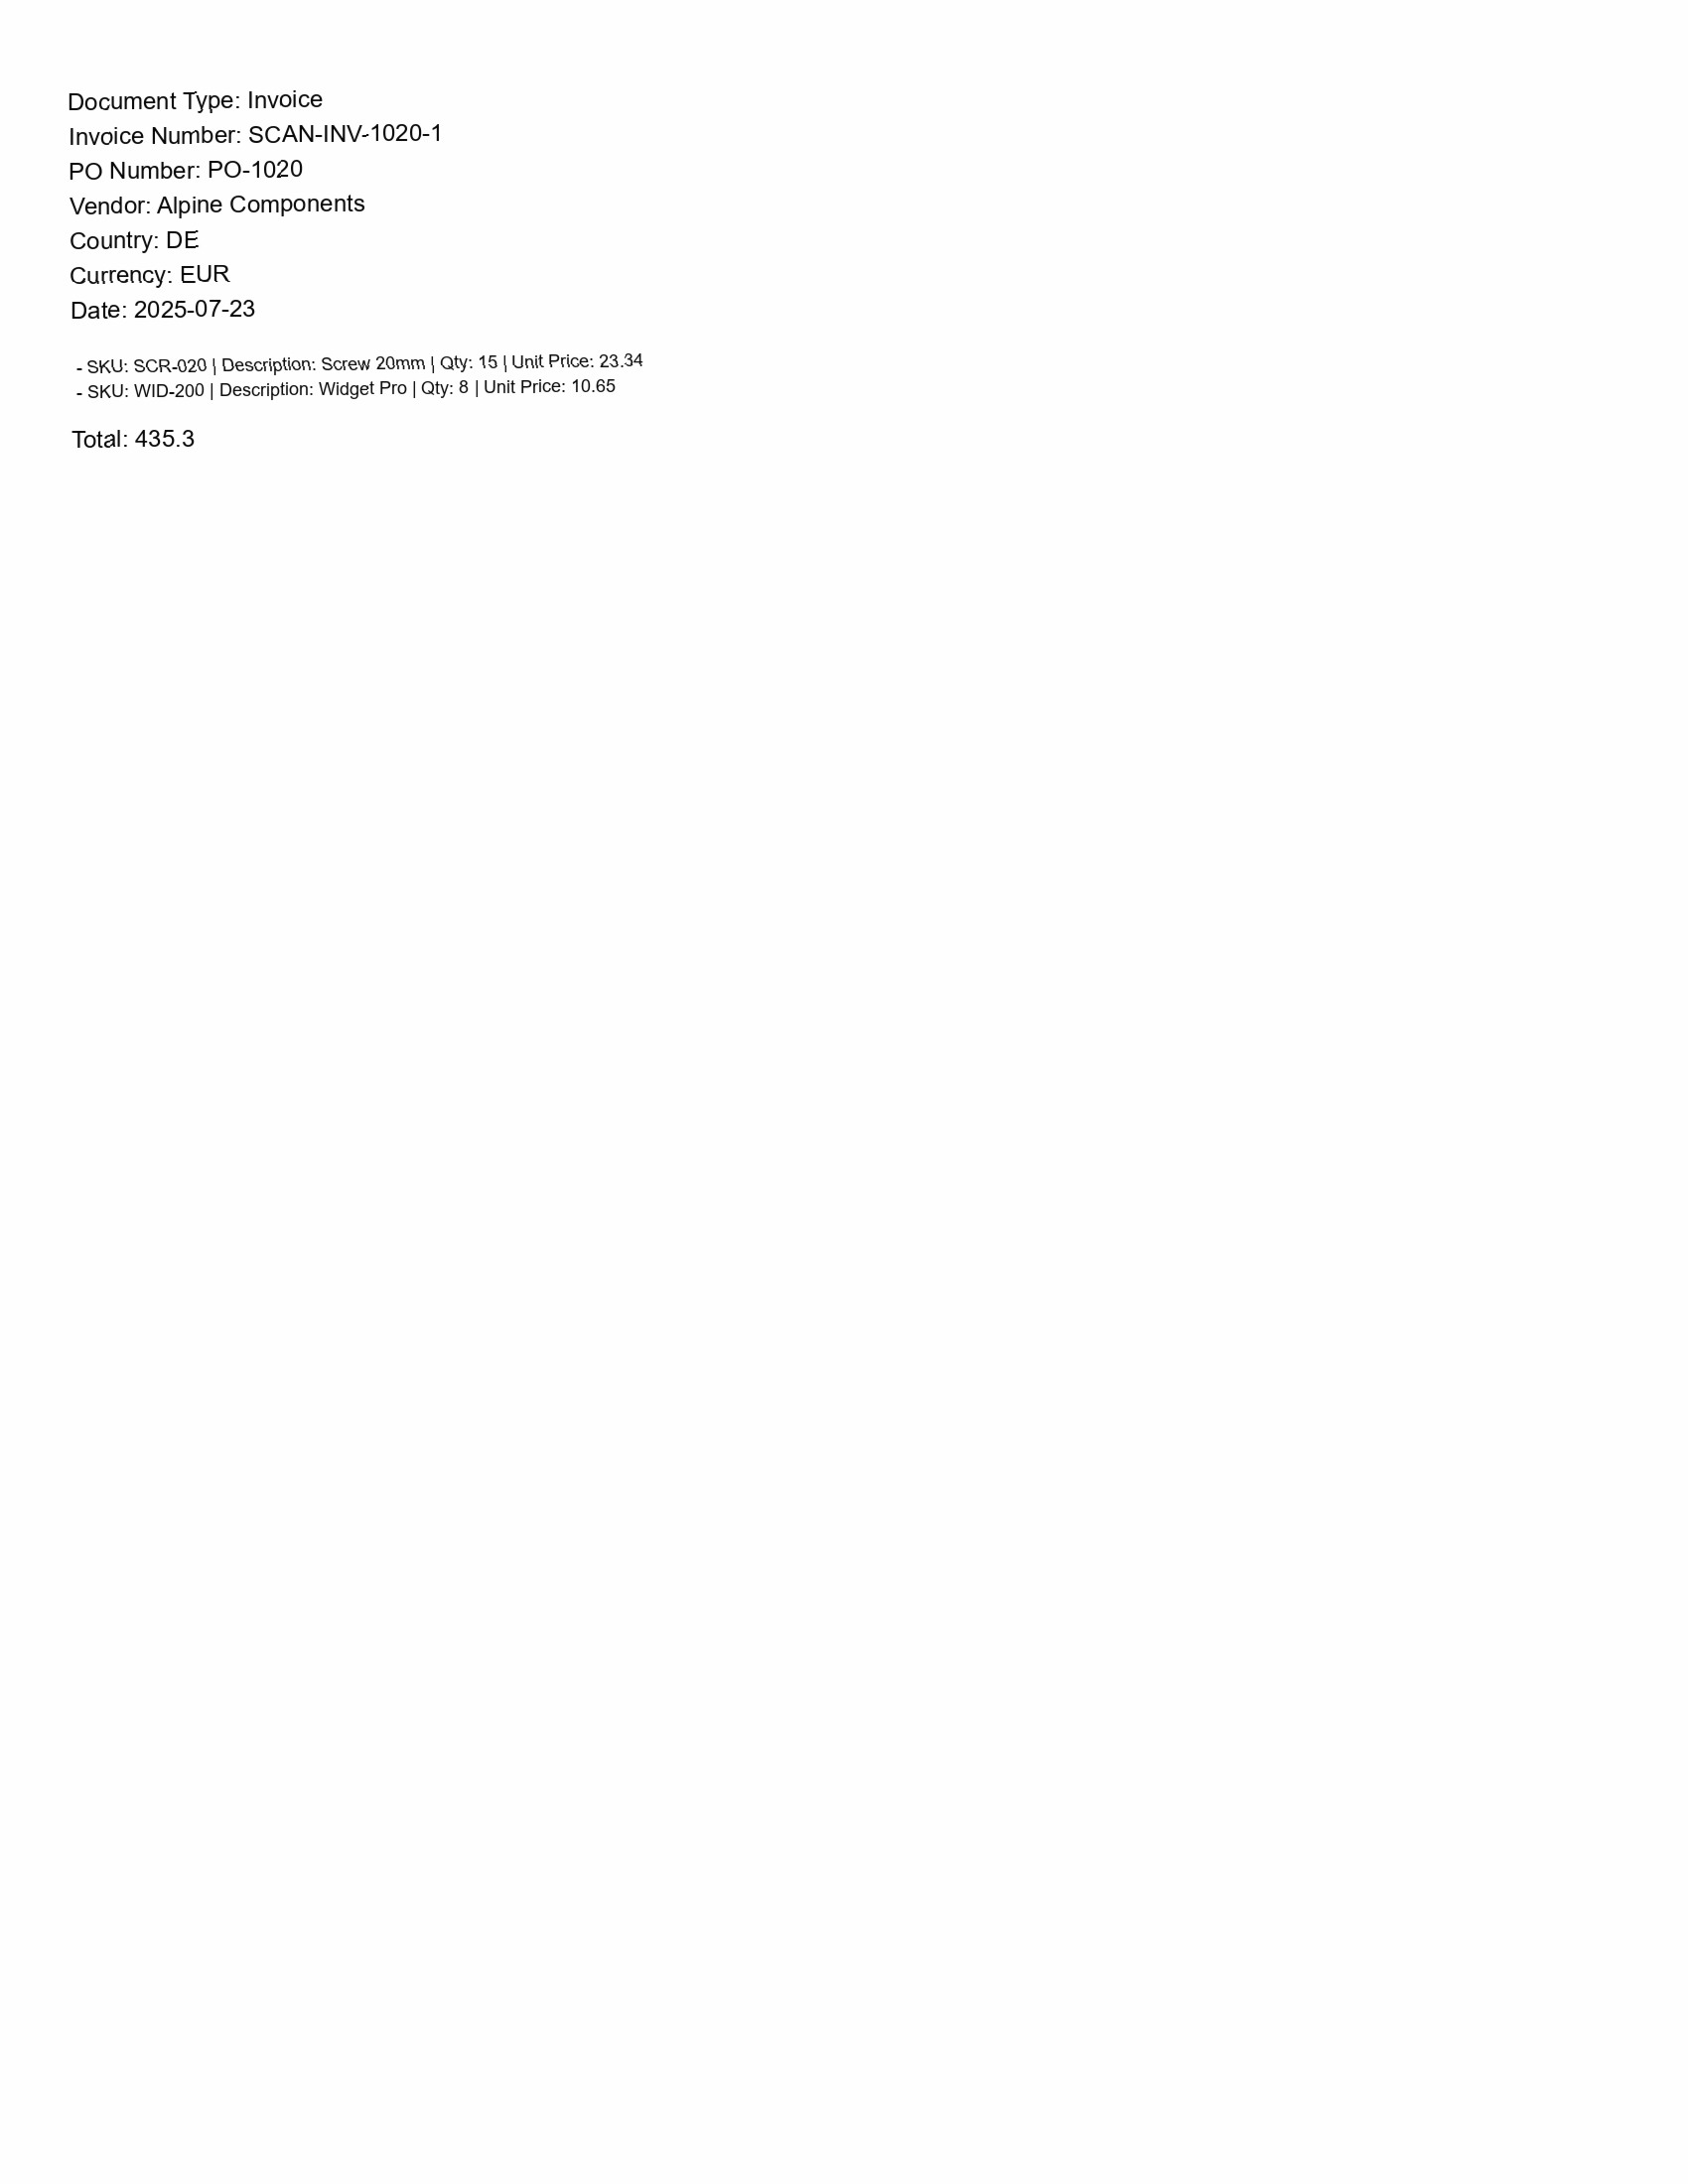 Document Type: Invoice
Invoice Number: SCAN-INV-1020-1
PO Number: PO-1020
Vendor: Alpine Components
Country: DE
Currency: EUR
Date: 2025-07-23
- SKU: SCR-020 | Description: Screw 20mm | Qty: 15 | Unit Price: 23.34
- SKU: WID-200 | Description: Widget Pro | Qty: 8 | Unit Price: 10.65
Total: 435.3